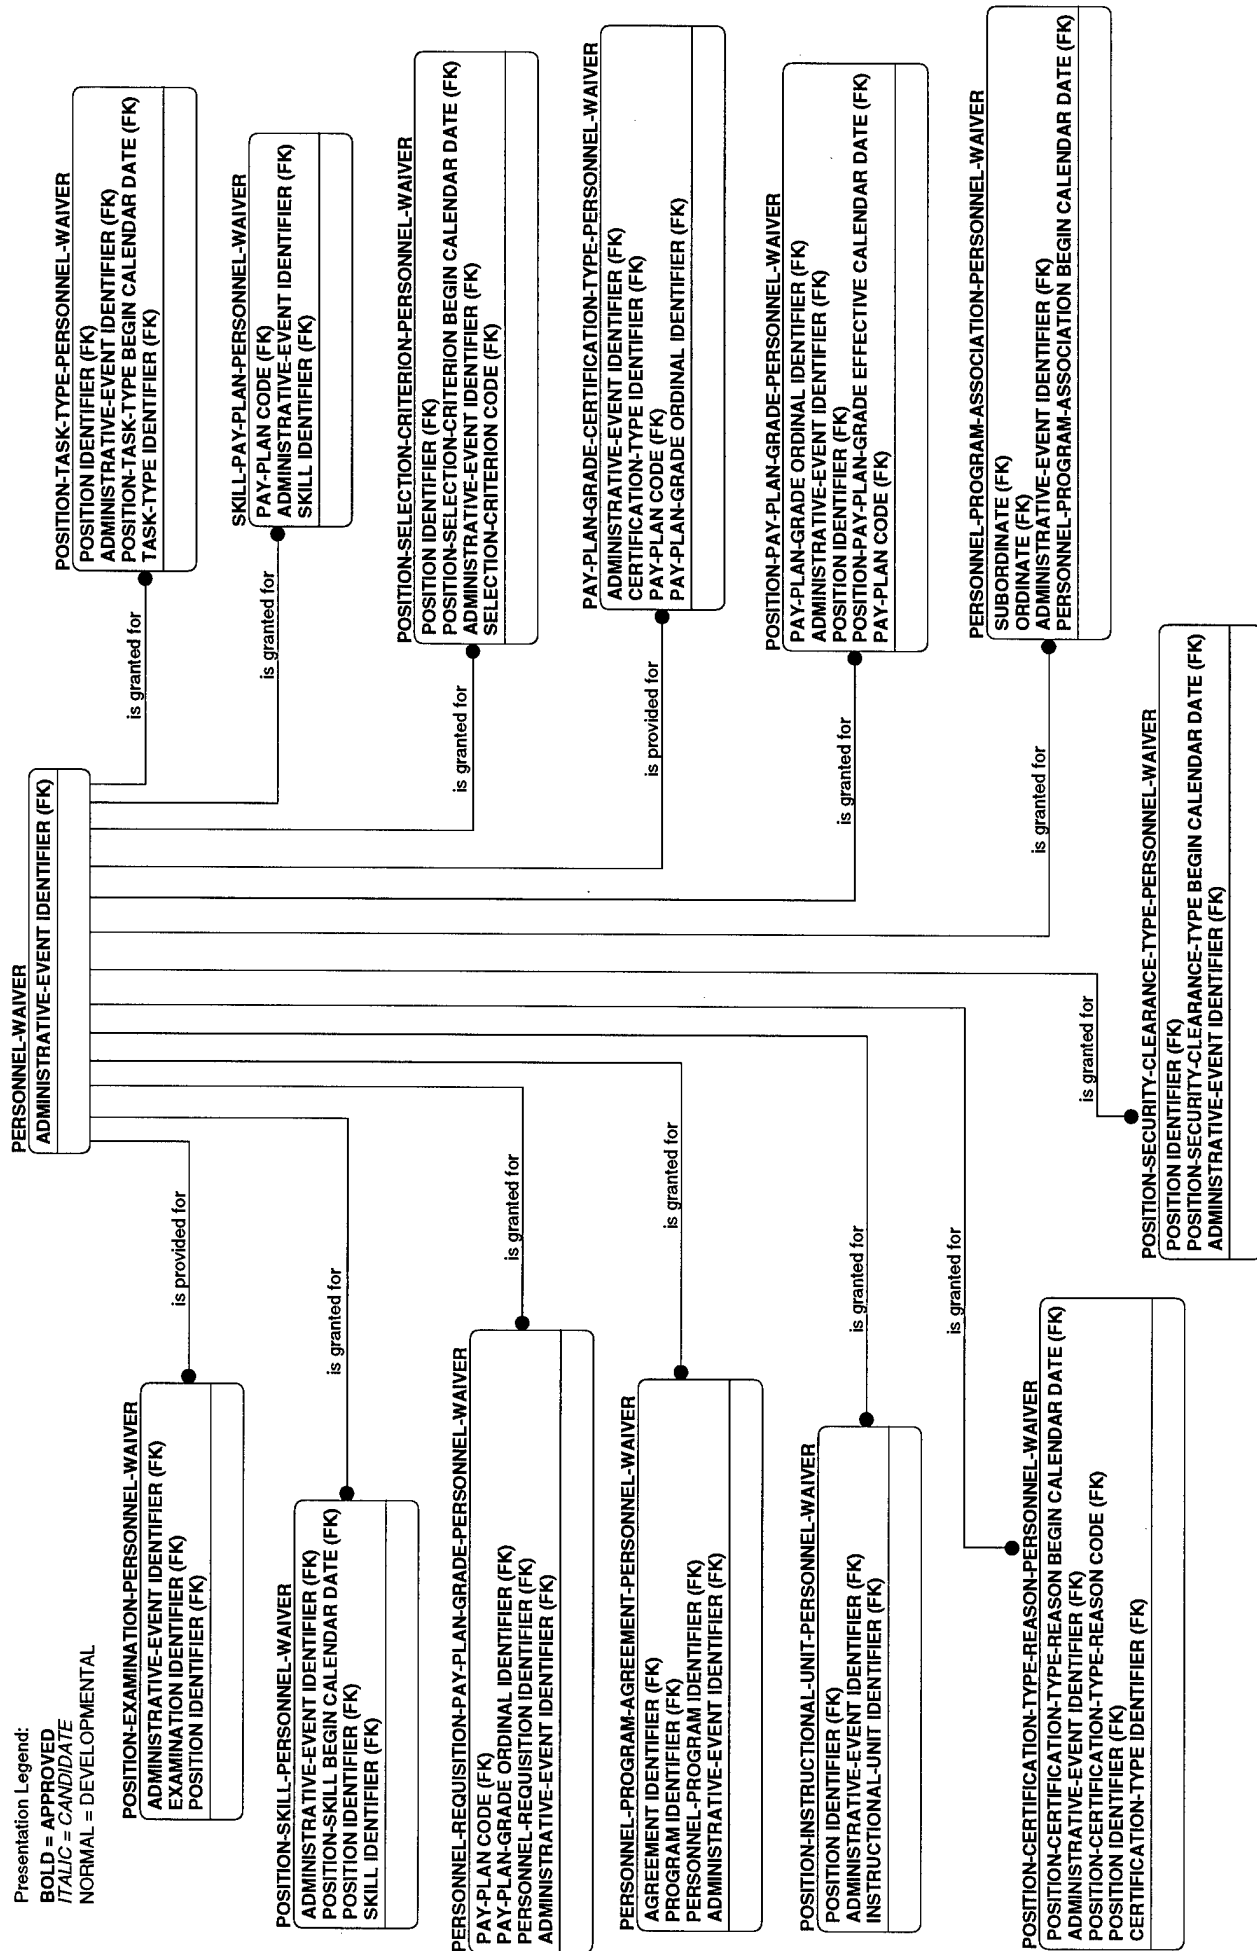 Presentation Legend:
BOLD = APPROVED
ITALIC = CANDIDATE
NORMAL = DEVELOPMENTAL
PERSONNEL-WAIVER
ADMINISTRATIVE-EVENT IDENTIFIER (FK)
POSITION-EXAMINATION-PERSONNEL-WAIVER
ADMINISTRATIVE-EVENT IDENTIFIER (FK)
EXAMINATION IDENTIFIER (FK)
POSITION IDENTIFIER (FK)
is provided for
POSITION-SKILL-PERSONNEL-WAIVER
ADMINISTRATIVE-EVENT IDENTIFIER (FK)
POSITION-SKILL BEGIN CALENDAR DATE (FK)
POSITION IDENTIFIER (FK)
SKILL IDENTIFIER (FK)
is granted for
PERSONNEL-REQUISITION-PAY-PLAN-GRADE-PERSONNEL-WAIVER
PAY-PLAN CODE (FK)
PAY-PLAN-GRADE ORDINAL IDENTIFIER (FK)
PERSONNEL-REQUISITION IDENTIFIER (FK)
ADMINISTRATIVE-EVENT IDENTIFIER (FK)
is granted for
PERSONNEL-PROGRAM-AGREEMENT-PERSONNEL-WAIVER
AGREEMENT IDENTIFIER (FK)
PROGRAM IDENTIFIER (FK)
PERSONNEL-PROGRAM IDENTIFIER (FK)
ADMINISTRATIVE-EVENT IDENTIFIER (FK)
is granted for
POSITION-INSTRUCTIONAL-UNIT-PERSONNEL-WAIVER
POSITION IDENTIFIER (FK)
ADMINISTRATIVE-EVENT IDENTIFIER (FK)
INSTRUCTIONAL-UNIT IDENTIFIER (FK)
is granted for
POSITION-CERTIFICATION-TYPE-REASON-PERSONNEL-WAIVER
POSITION-CERTIFICATION-TYPE-REASON BEGIN CALENDAR DATE (FK)
ADMINISTRATIVE-EVENT IDENTIFIER (FK)
POSITION-CERTIFICATION-TYPE-REASON CODE (FK)
POSITION IDENTIFIER (FK)
CERTIFICATION-TYPE IDENTIFIER (FK)
is granted for
POSITION-SECURITY-CLEARANCE-TYPE-PERSONNEL-WAIVER
POSITION IDENTIFIER (FK)
POSITION-SECURITY-CLEARANCE-TYPE BEGIN CALENDAR DATE (FK)
ADMINISTRATIVE-EVENT IDENTIFIER (FK)
is granted for
POSITION-TASK-TYPE-PERSONNEL-WAIVER
POSITION IDENTIFIER (FK)
ADMINISTRATIVE-EVENT IDENTIFIER (FK)
POSITION-TASK-TYPE BEGIN CALENDAR DATE (FK)
TASK-TYPE IDENTIFIER (FK)
is granted for
SKILL-PAY-PLAN-PERSONNEL-WAIVER
PAY-PLAN CODE (FK)
ADMINISTRATIVE-EVENT IDENTIFIER (FK)
SKILL IDENTIFIER (FK)
is granted for
POSITION-SELECTION-CRITERION-PERSONNEL-WAIVER
POSITION IDENTIFIER (FK)
POSITION-SELECTION-CRITERION BEGIN CALENDAR DATE (FK)
ADMINISTRATIVE-EVENT IDENTIFIER (FK)
SELECTION-CRITERION CODE (FK)
is granted for
PAY-PLAN-GRADE-CERTIFICATION-TYPE-PERSONNEL-WAIVER
ADMINISTRATIVE-EVENT IDENTIFIER (FK)
CERTIFICATION-TYPE IDENTIFIER (FK)
PAY-PLAN CODE (FK)
PAY-PLAN-GRADE ORDINAL IDENTIFIER (FK)
is provided for
POSITION-PAY-PLAN-GRADE-PERSONNEL-WAIVER
PAY-PLAN-GRADE ORDINAL IDENTIFIER (FK)
ADMINISTRATIVE-EVENT IDENTIFIER (FK)
POSITION IDENTIFIER (FK)
POSITION-PAY-PLAN-GRADE EFFECTIVE CALENDAR DATE (FK)
PAY-PLAN CODE (FK)
is granted for
PERSONNEL-PROGRAM-ASSOCIATION-PERSONNEL-WAIVER
SUBORDINATE (FK)
ORDINATE (FK)
ADMINISTRATIVE-EVENT IDENTIFIER (FK)
PERSONNEL-PROGRAM-ASSOCIATION BEGIN CALENDAR DATE (FK)
is granted for